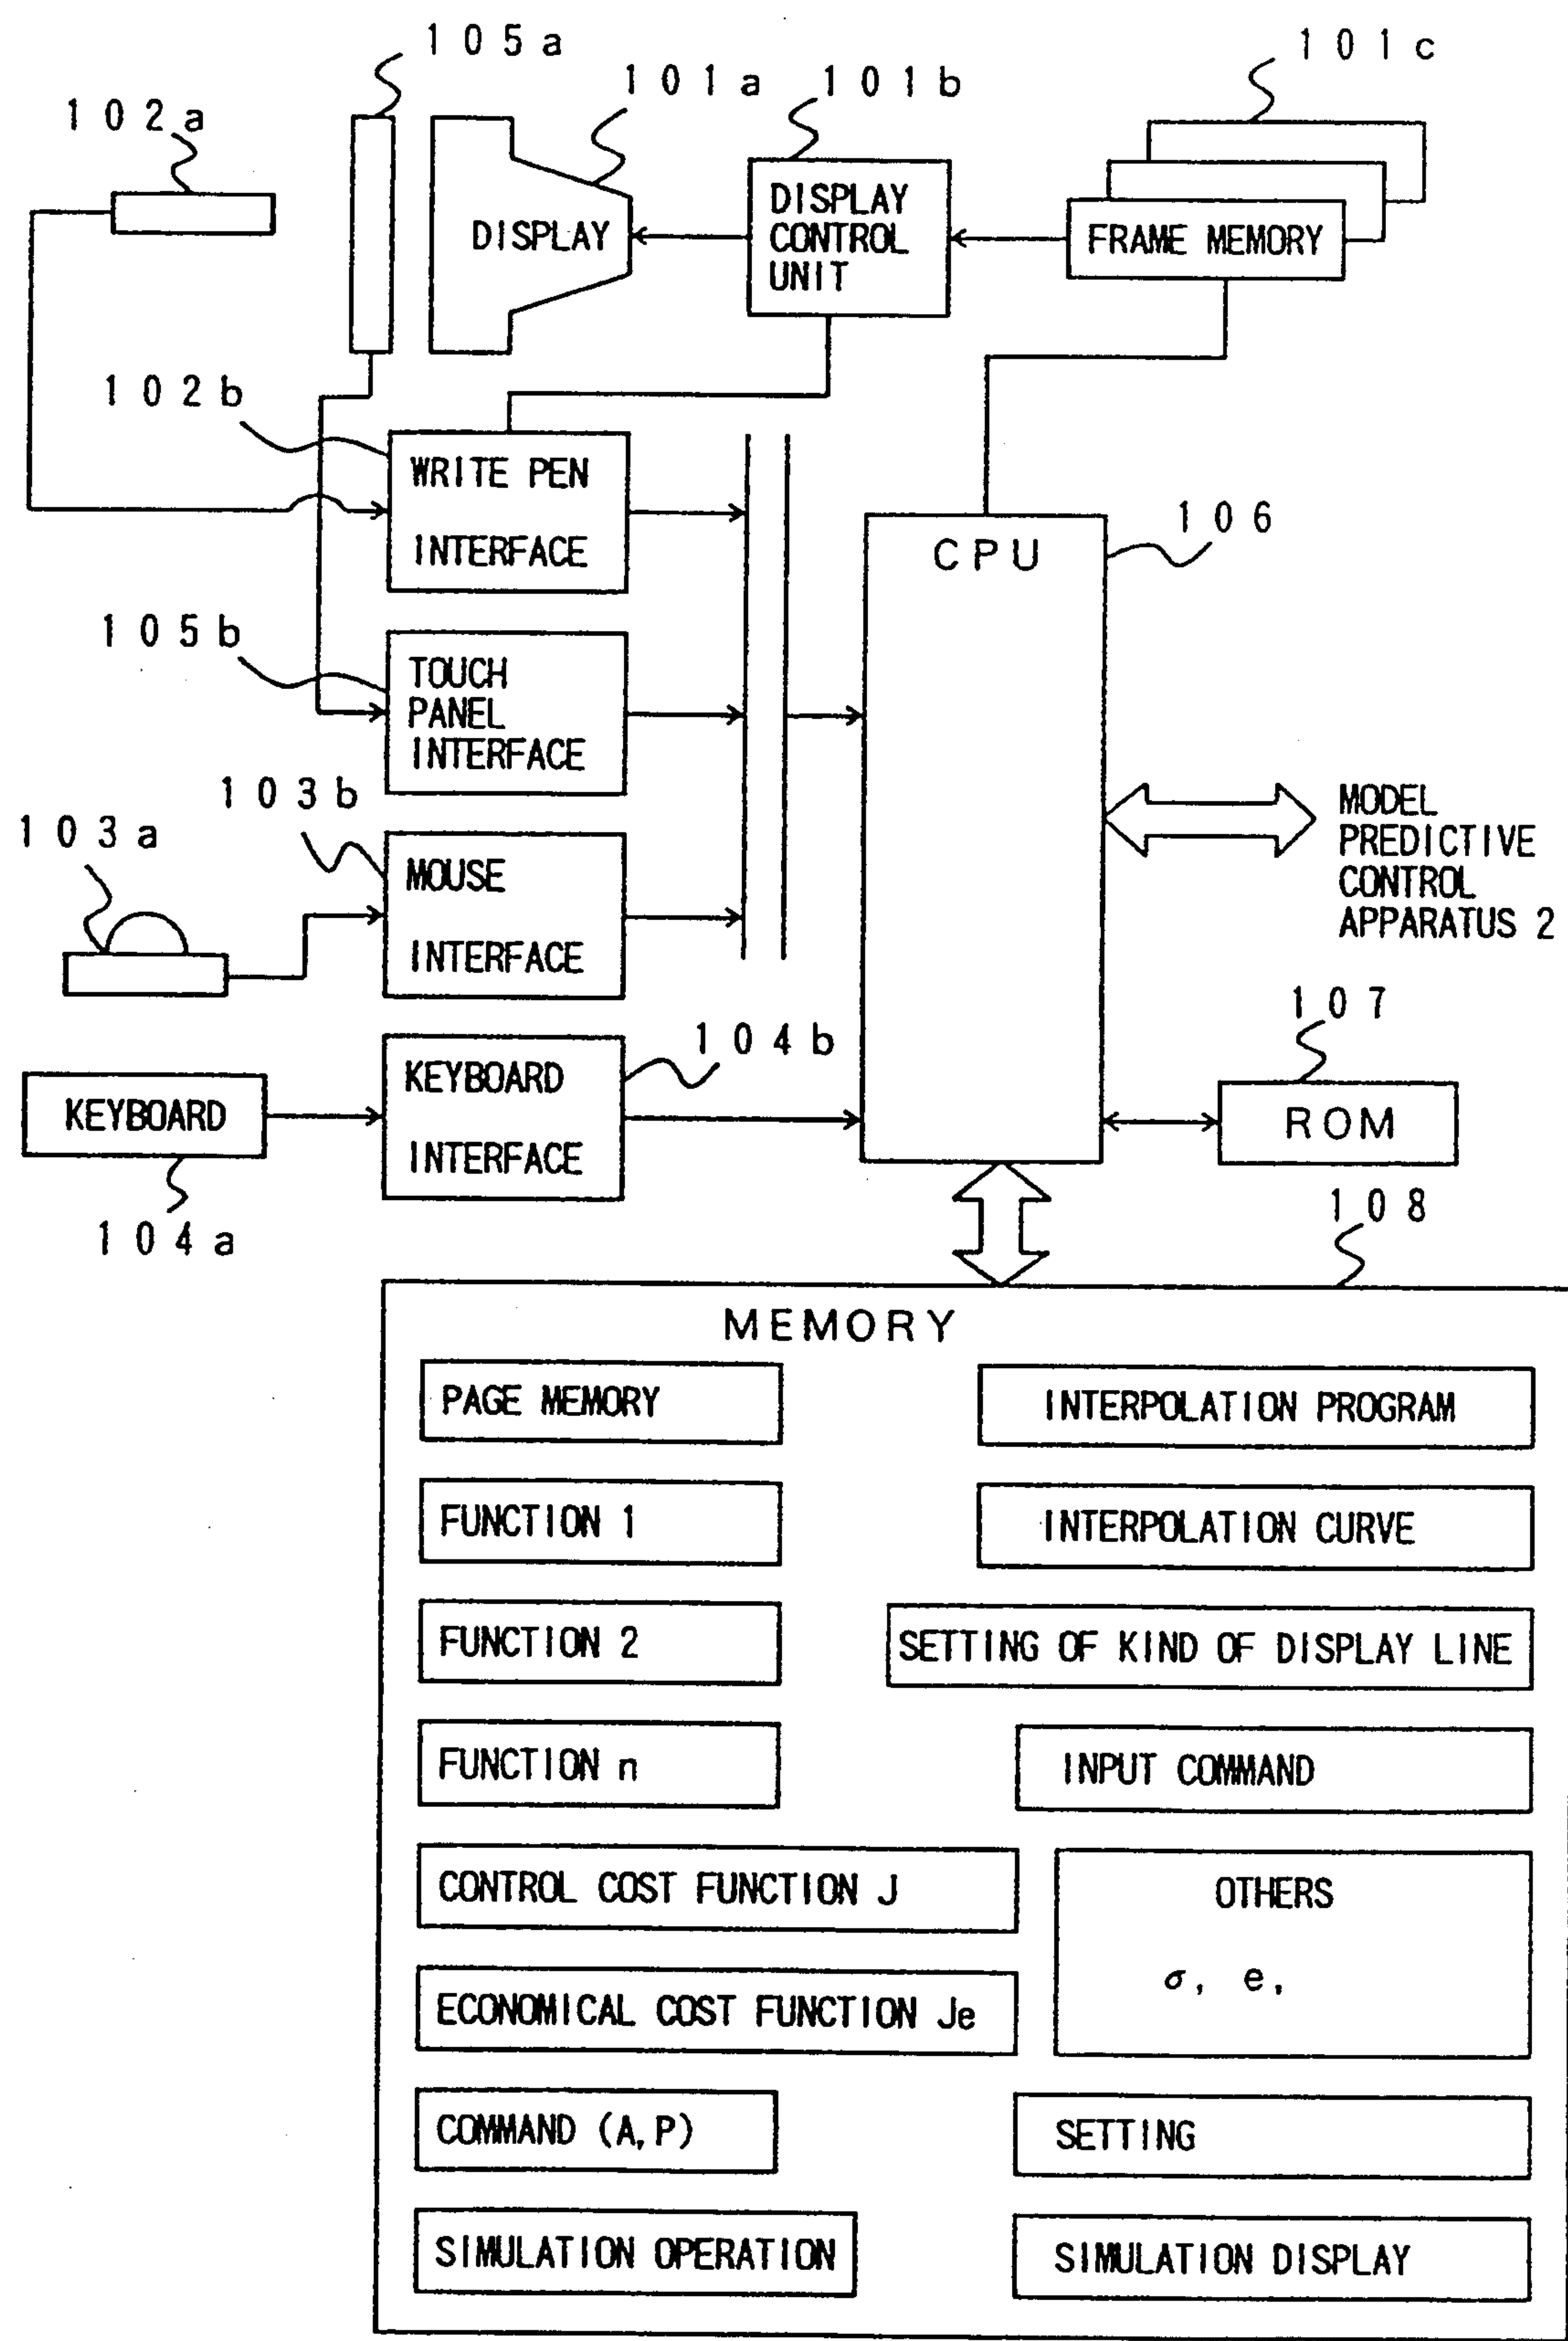 105a
101a
101b
101c
102a
DISPLAY
DISPLAY
CONTROL
UNIT
FRAME MEMORY
102b
WRITE PEN
INTERFACE
CPU
106
105b
TOUCH
PANEL
INTERFACE
103b
103a
MOUSE
INTERFACE
MODEL
PREDICTIVE
CONTROL
APPARATUS 2
107
104b
KEYBOARD
KEYBOARD
INTERFACE
ROM
104a
108
MEMORY
PAGE MEMORY
INTERPOLATION PROGRAM
FUNCTION 1
INTERPOLATION CURVE
FUNCTION 2
SETTING OF KIND OF DISPLAY LINE
FUNCTION n
INPUT COMMAND
CONTROL COST FUNCTION J
OTHERS
σ, e,
ECONOMICAL COST FUNCTION Je
COMMAND (A, P)
SETTING
SIMULATION OPERATION
SIMULATION DISPLAY